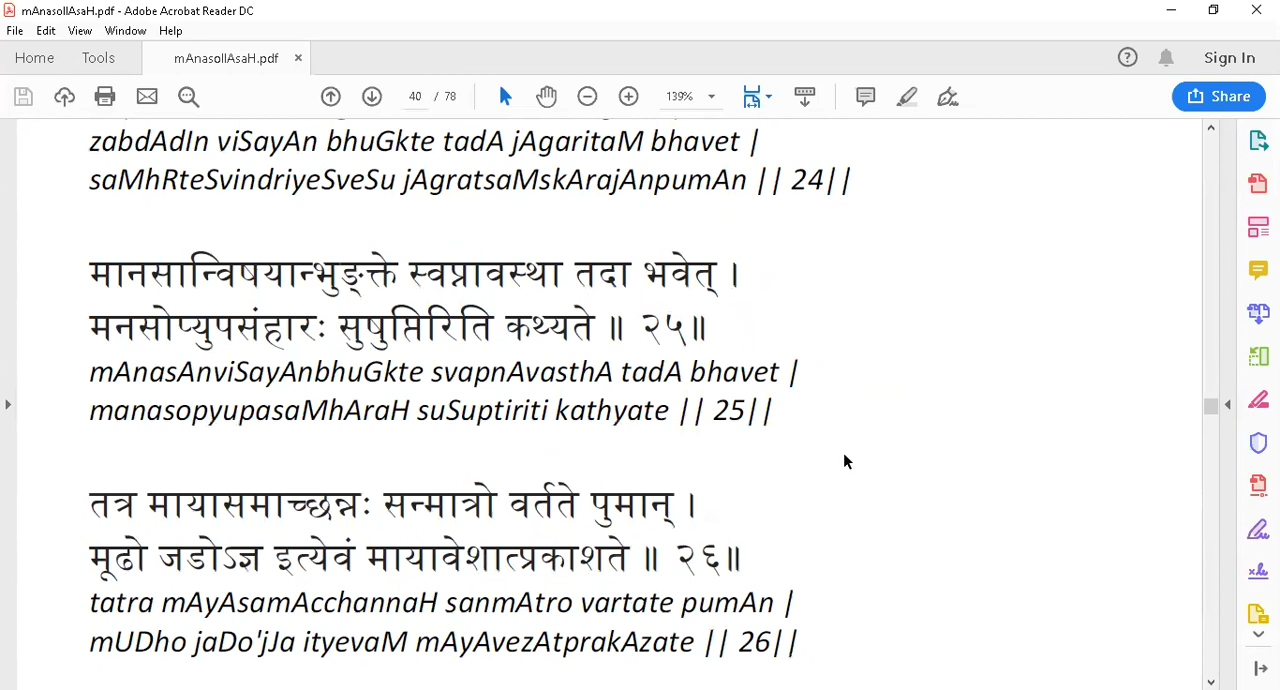 mAnasollAsaH.pdf - Adobe Acrobat Reader DC
File Edit View Window Help
Home Tools mAnasollAsaH.pdf × Sign In
40 / 78 139% Share
zabdAdIn viSayAn bhuGkte tadA jAgaritaM bhavet |
saMhRteSvindriyeSveSu jAgratsaMskArajAnpumAn || 24||
मानसान्विषयान्भुङ्क्ते स्वप्नावस्था तदा भवेत् ।
मनसोप्युपसंहारः सुषुप्तिरिति कथ्यते ॥ २५॥
mAnasAnviSayAnbhuGkte svapnAvasthA tadA bhavet |
manasopyupasaMhAraH suSuptiriti kathyate || 25||
तत्र मायासमाच्छन्नः सन्मात्रो वर्तते पुमान् ।
मूढो जडोऽज्ञ इत्येवं मायावेशात्प्रकाशते ॥ २६॥
tatra mAyAsamAcchannaH sanmAtro vartate pumAn |
mUDho jaDo'jJa ityevaM mAyAvezAtprakAzate || 26||